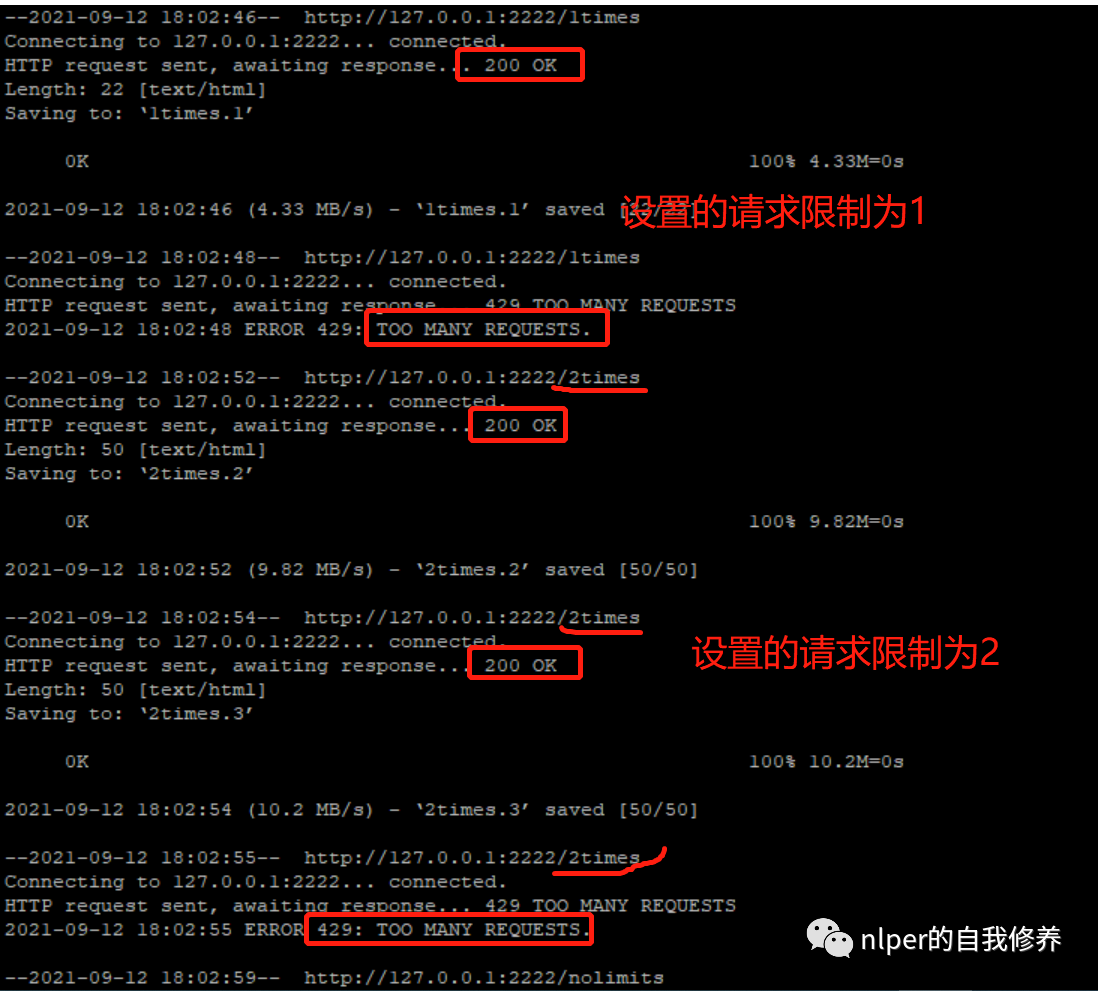 --2021-09-12 18:02:46--  http://127.0.0.1:2222/1times
Connecting to 127.0.0.1:2222... connected.
HTTP request sent, awaiting response... 200 OK
Length: 22 [text/html]
Saving to: ‘1times.1’
OK 100% 4.33M=0s
2021-09-12 18:02:46 (4.33 MB/s) - ‘1times.1’ saved [22/22]
设置的请求限制为1
--2021-09-12 18:02:48--  http://127.0.0.1:2222/1times
Connecting to 127.0.0.1:2222... connected.
HTTP request sent, awaiting response... 429 TOO MANY REQUESTS
2021-09-12 18:02:48 ERROR 429: TOO MANY REQUESTS.
--2021-09-12 18:02:52--  http://127.0.0.1:2222/2times
Connecting to 127.0.0.1:2222... connected.
HTTP request sent, awaiting response... 200 OK
Length: 50 [text/html]
Saving to: ‘2times.2’
OK 100% 9.82M=0s
2021-09-12 18:02:52 (9.82 MB/s) - ‘2times.2’ saved [50/50]
--2021-09-12 18:02:54--  http://127.0.0.1:2222/2times
Connecting to 127.0.0.1:2222... connected.
设置的请求限制为2
HTTP request sent, awaiting response... 200 OK
Length: 50 [text/html]
Saving to: ‘2times.3’
OK 100% 10.2M=0s
2021-09-12 18:02:54 (10.2 MB/s) - ‘2times.3’ saved [50/50]
--2021-09-12 18:02:55--  http://127.0.0.1:2222/2times
Connecting to 127.0.0.1:2222... connected.
HTTP request sent, awaiting response... 429 TOO MANY REQUESTS
2021-09-12 18:02:55 ERROR 429: TOO MANY REQUESTS.
nlper的自我修养
--2021-09-12 18:02:59--  http://127.0.0.1:2222/nolimits